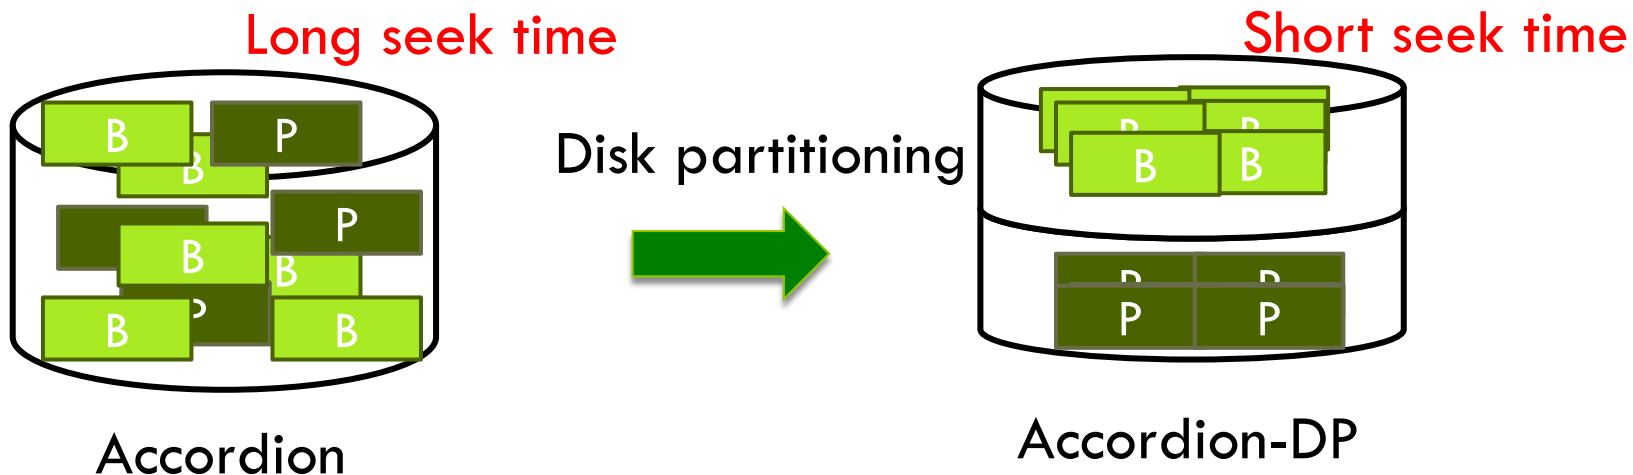 Long seek time
Short seek time
B P
B
P
B
B
P
B B
Disk partitioning
B B
B B
P P
P P
Accordion
Accordion-DP